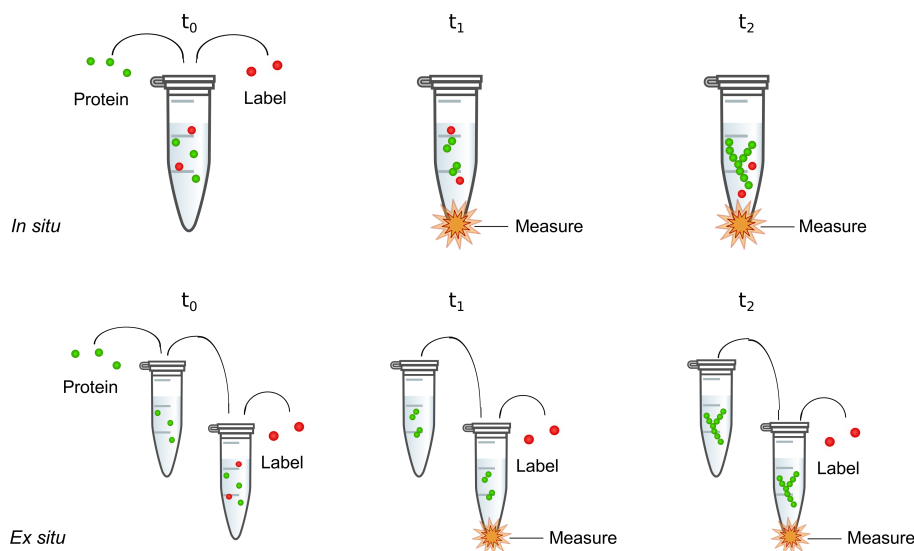 t₀ t₁ t₂
Protein Label
In situ Measure Measure
t₀ t₁ t₂
Protein
Label Label Label
Ex situ Measure Measure